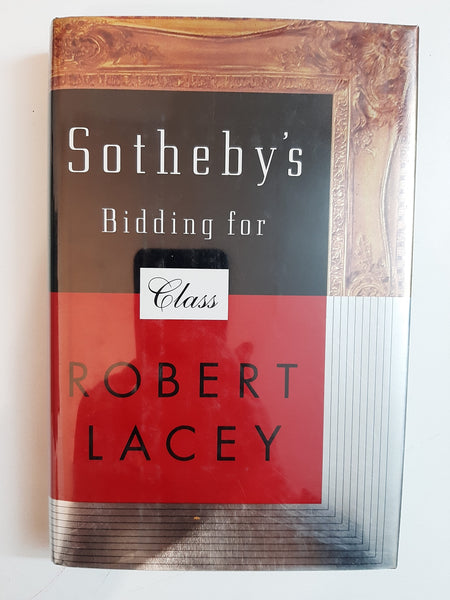 Sotheby's
Bidding for
Class
ROBERT
LACEY